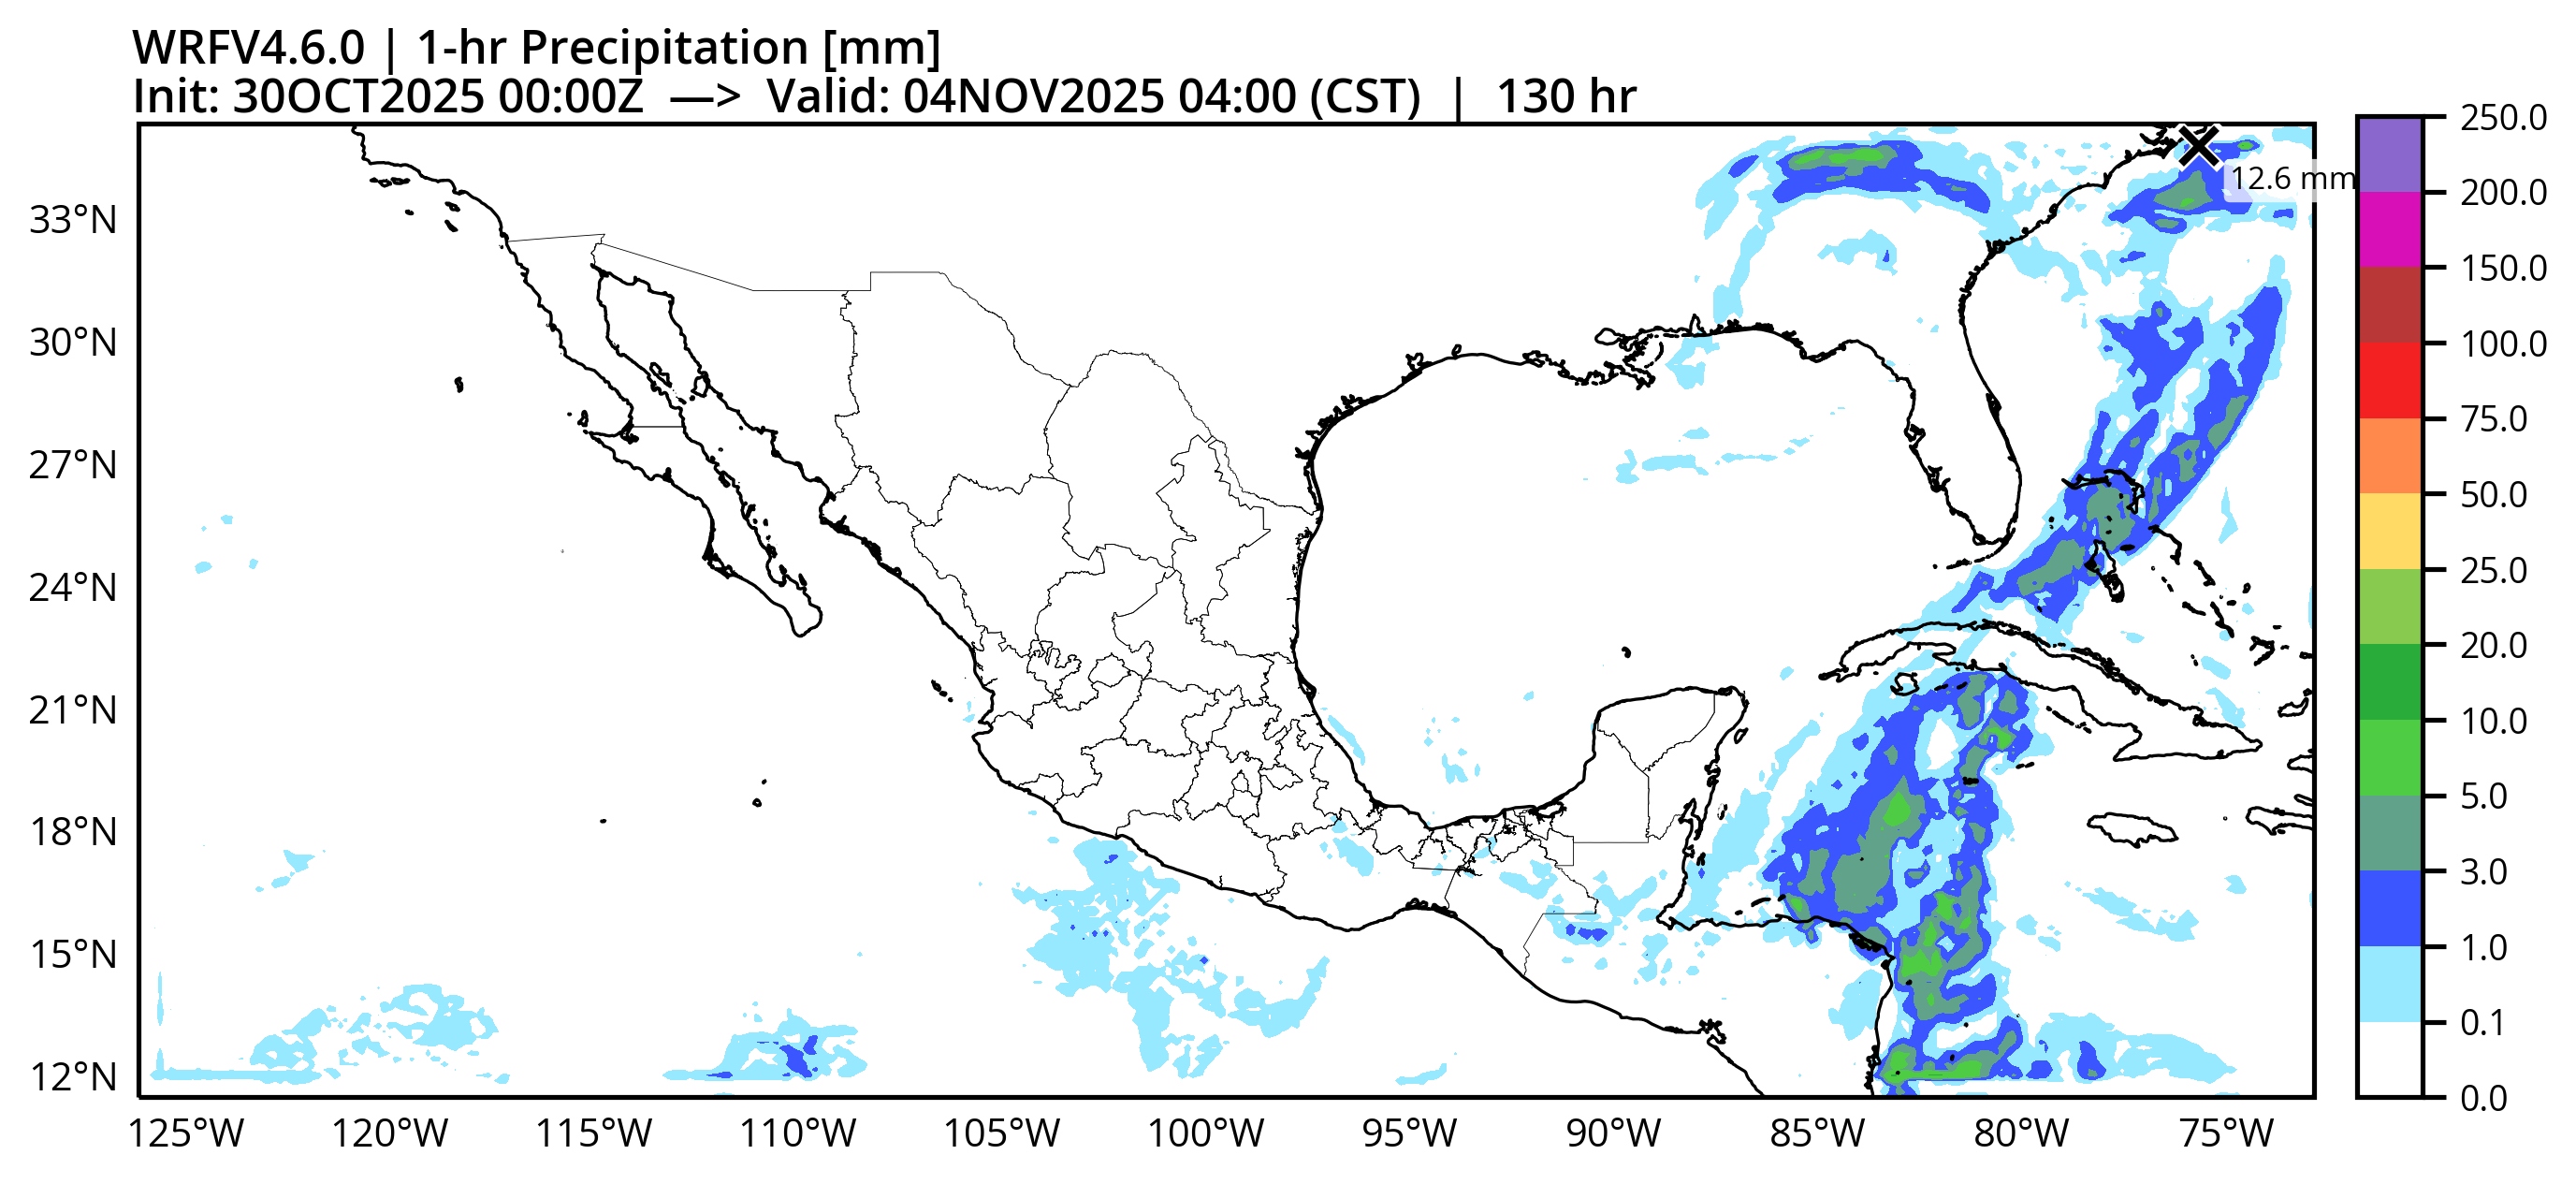 WRFV4.6.0 | 1-hr Precipitation [mm]
Init: 30OCT2025 00:00Z —> Valid: 04NOV2025 04:00 (CST) | 130 hr
12.6 mm
33°N
30°N
27°N
24°N
21°N
18°N
15°N
12°N
125°W 120°W 115°W 110°W 105°W 100°W 95°W 90°W 85°W 80°W 75°W
250.0
200.0
150.0
100.0
75.0
50.0
25.0
20.0
10.0
5.0
3.0
1.0
0.1
0.0